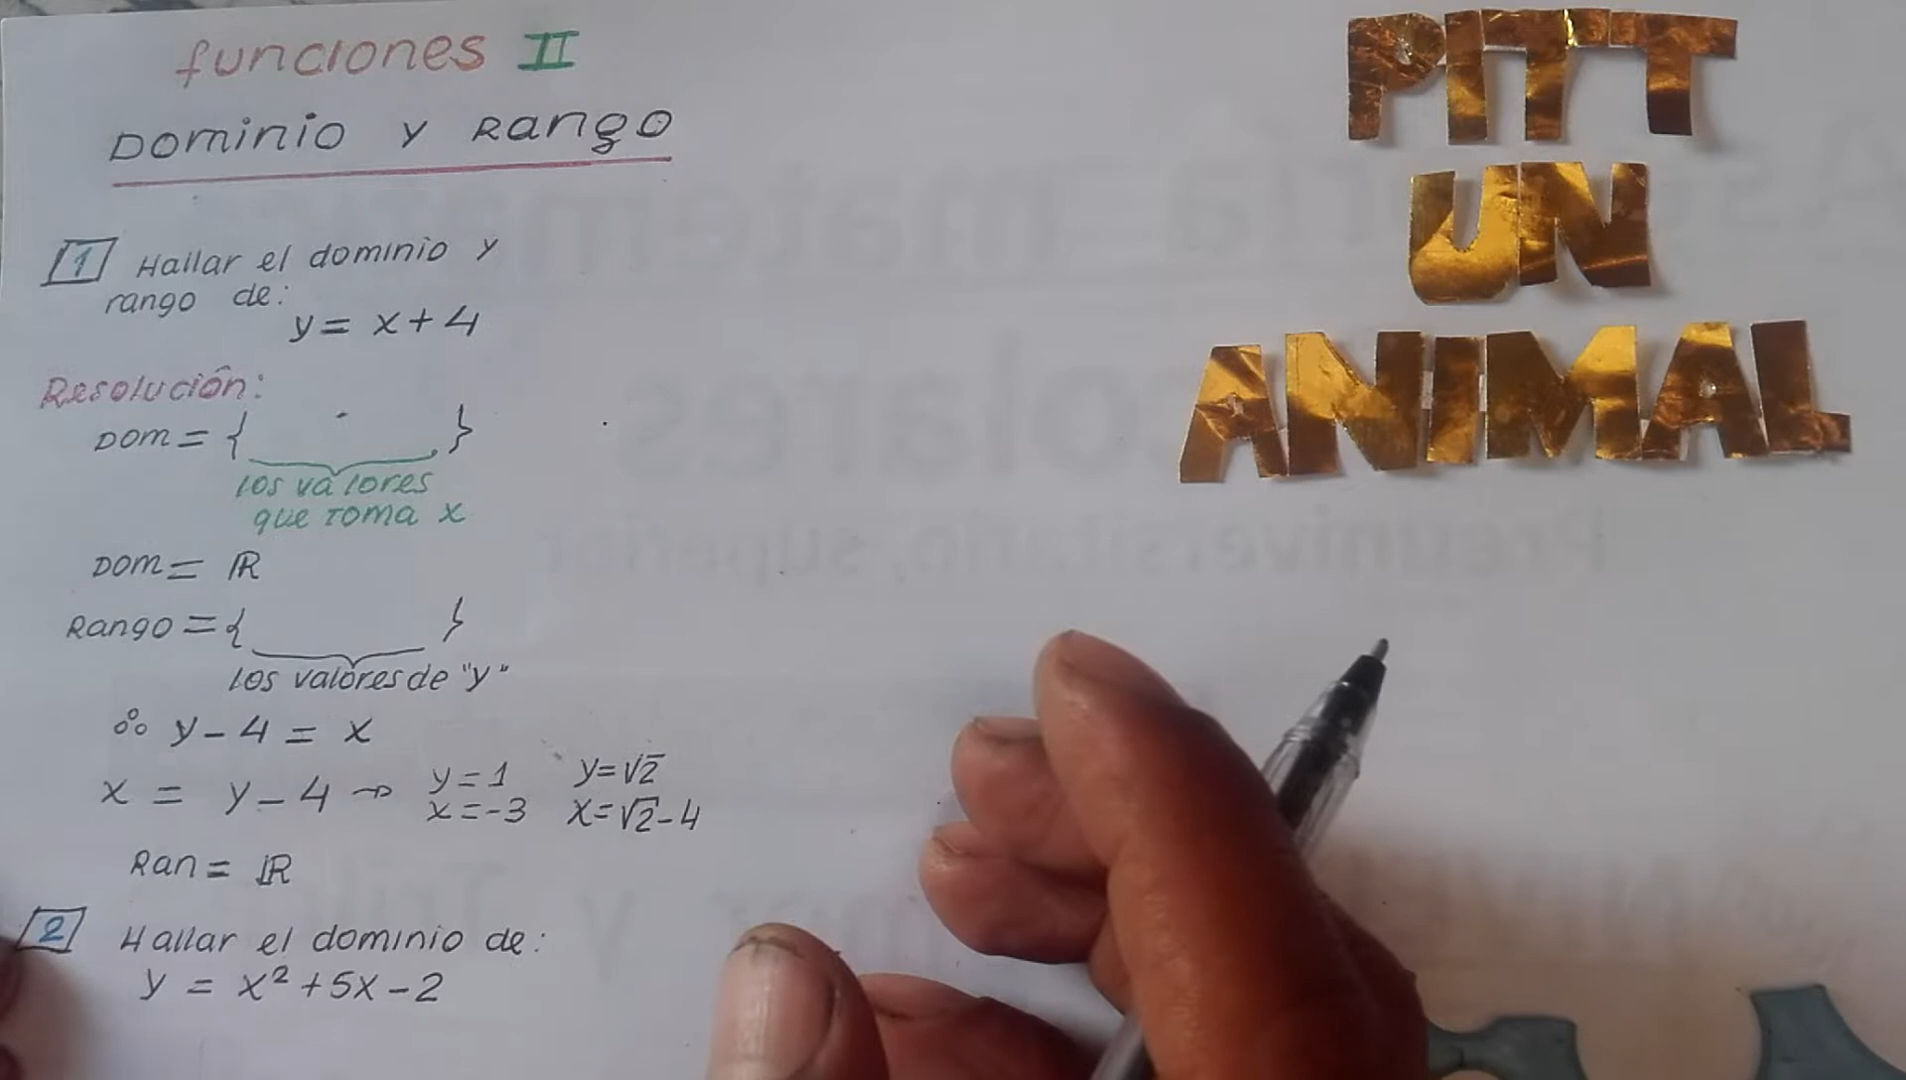 funciones II
Dominio y Rango
1 Hallar el dominio y
rango de:
y = x + 4
Resolución:
Dom = { }
los valores
que toma x
Dom = ℝ
Rango = { }
los valores de "y"
∴ y - 4 = x
x = y - 4 → y = 1 y = √2
x = -3 x = √2 - 4
Ran = ℝ
2 Hallar el dominio de:
y = x² + 5x - 2
PITT
UN
ANIMAL